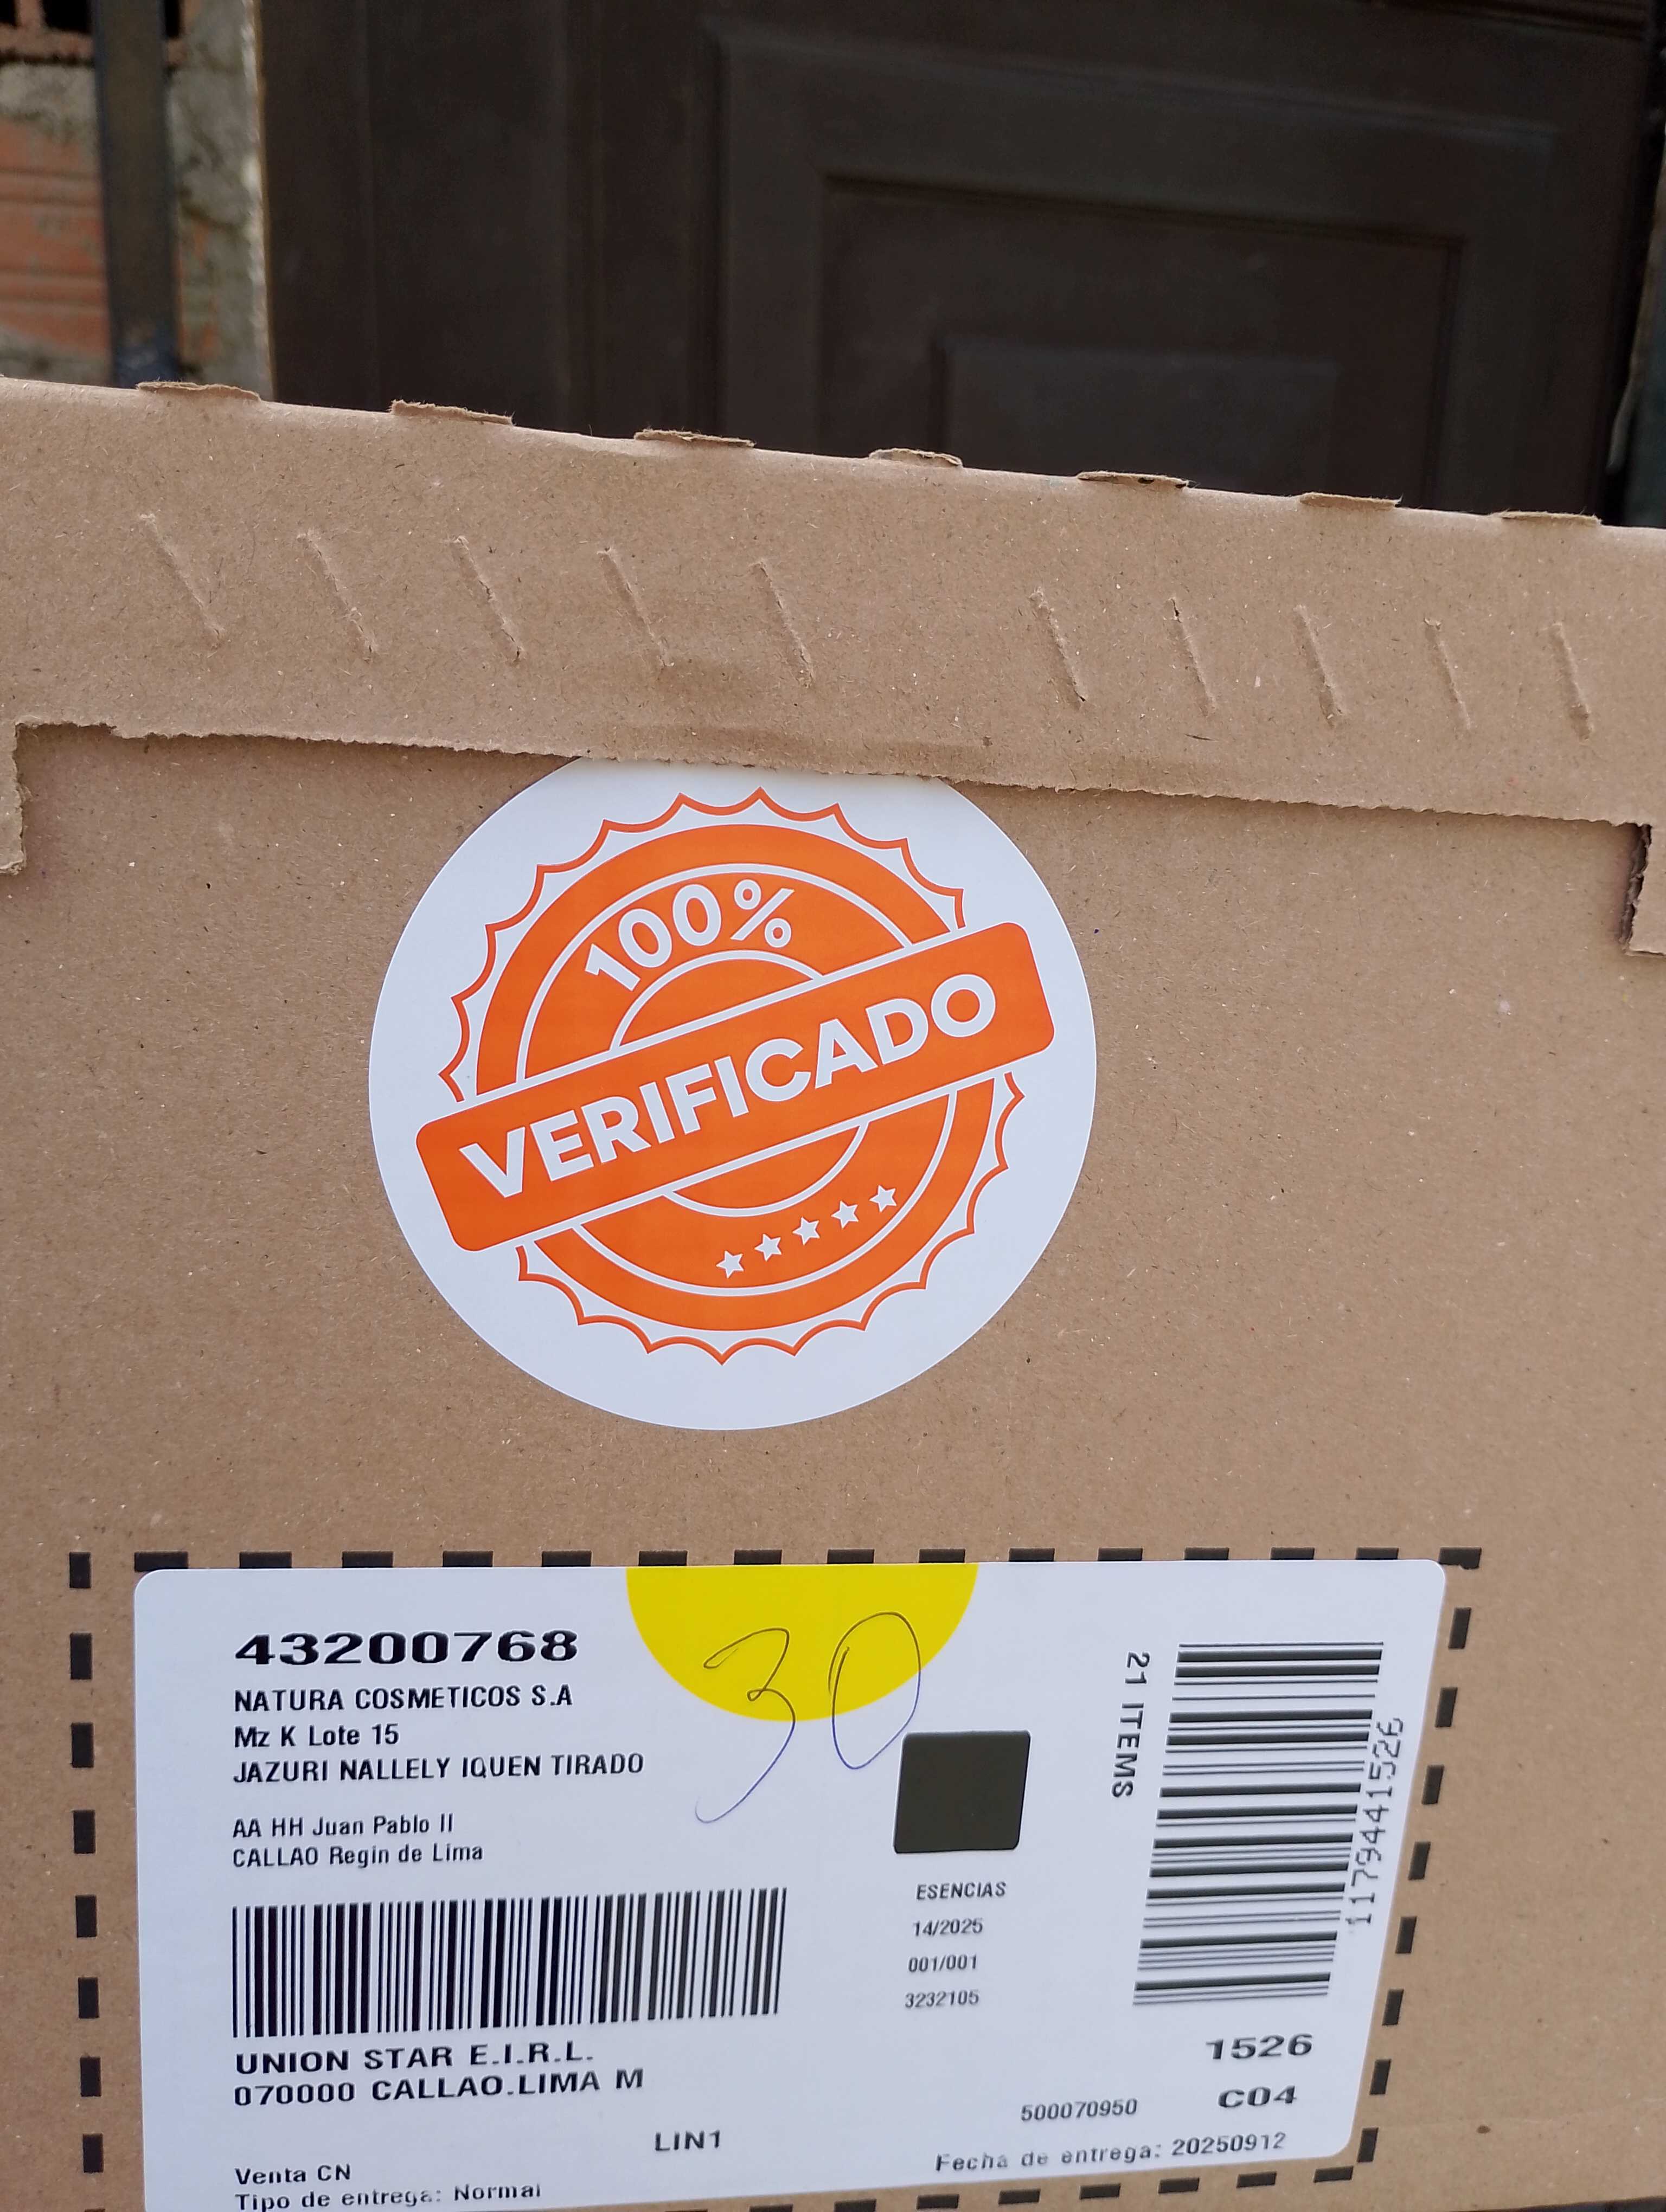 100%
VERIFICADO
30
43200768
NATURA COSMETICOS S.A
Mz K Lote 15
JAZURI NALLELY IQUEN TIRADO
AA HH Juan Pablo II
CALLAO Regin de Lima
UNION STAR E.I.R.L.
070000 CALLAO.LIMA M
LIN1
Venta CN
Tipo de entrega: Normal
ESENCIAS
14/2025
001/001
3232105
21 ITEMS
1179441526
1526
C04
500070950
Fecha de entrega: 20250912